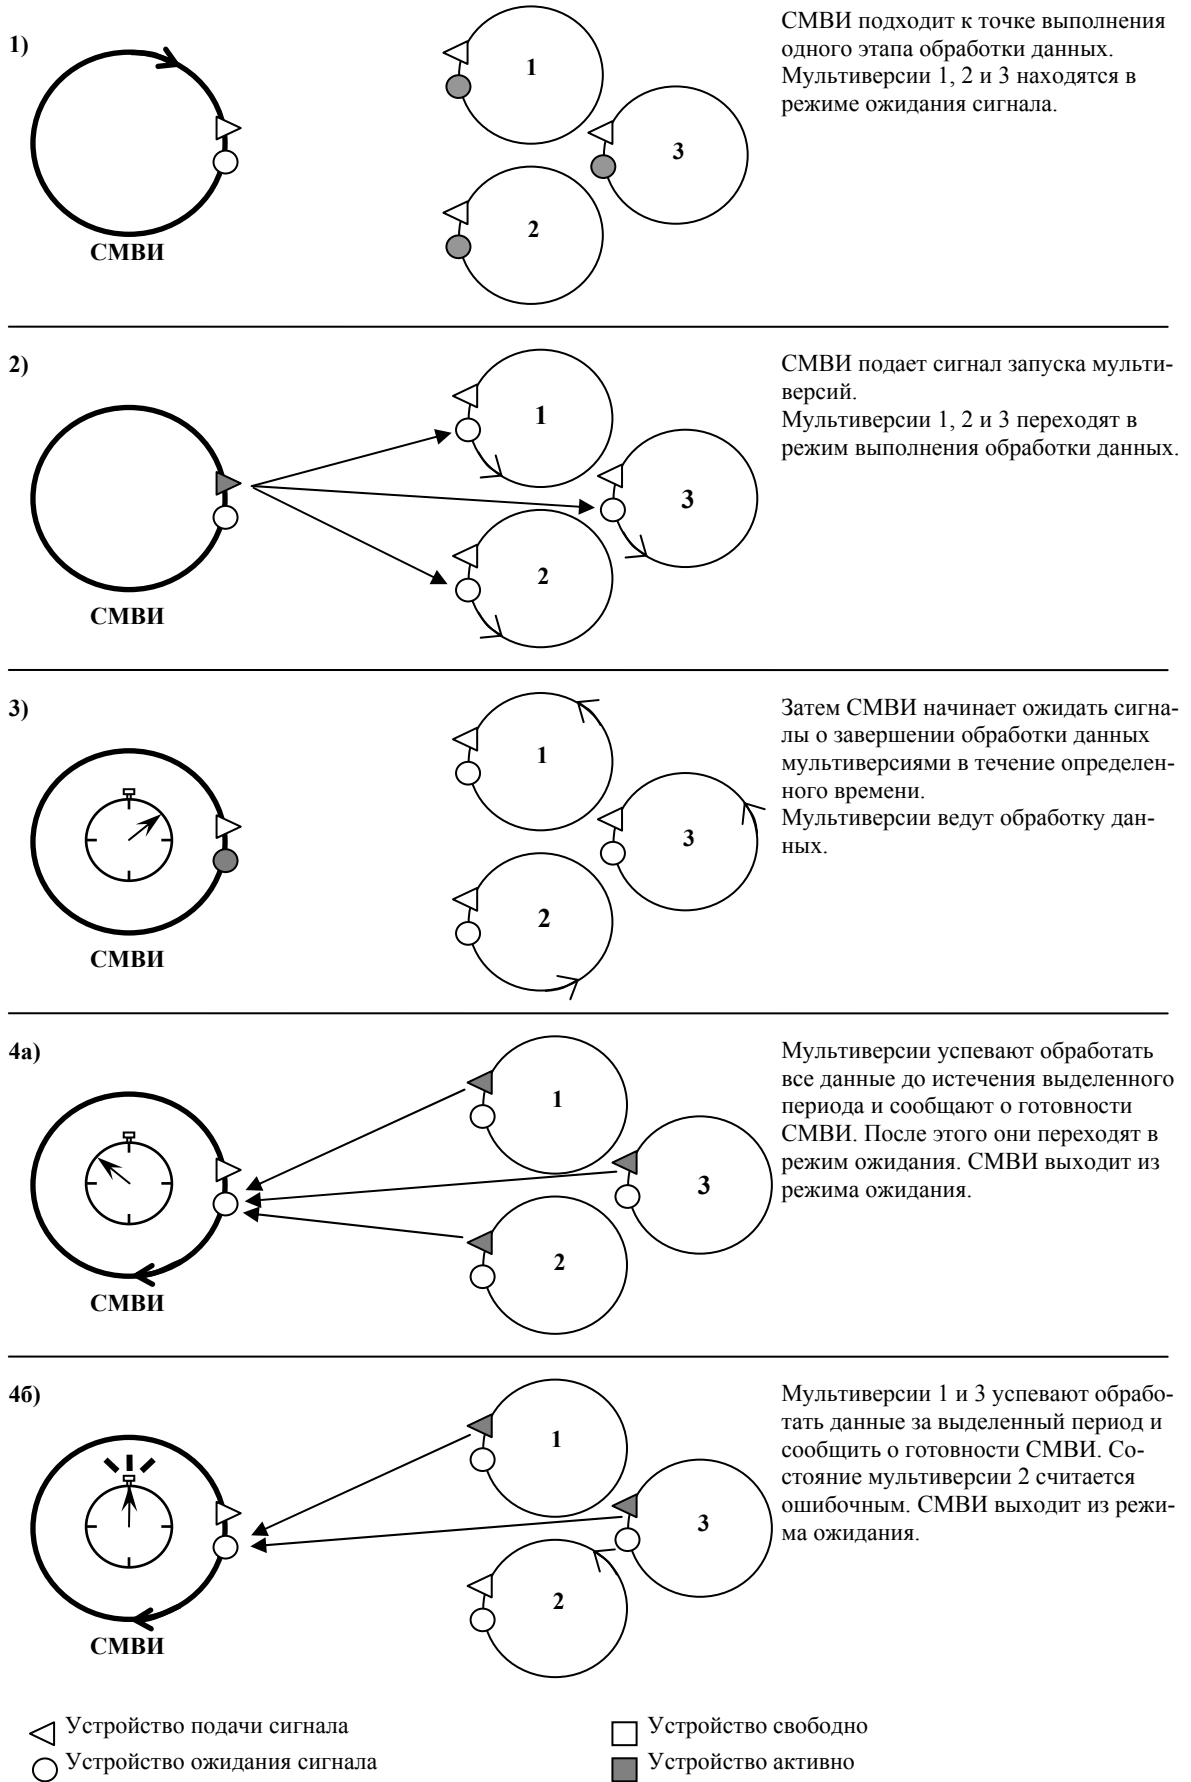 1)
1
2
3
СМВИ
СМВИ подходит к точке выполнения
одного этапа обработки данных.
Мультиверсии 1, 2 и 3 находятся в
режиме ожидания сигнала.
2)
1
2
3
СМВИ
СМВИ подает сигнал запуска мульти-
версий.
Мультиверсии 1, 2 и 3 переходят в
режим выполнения обработки данных.
3)
1
2
3
СМВИ
Затем СМВИ начинает ожидать сигна-
лы о завершении обработки данных
мультиверсиями в течение определен-
ного времени.
Мультиверсии ведут обработку дан-
ных.
4а)
1
2
3
СМВИ
Мультиверсии успевают обработать
все данные до истечения выделенного
периода и сообщают о готовности
СМВИ. После этого они переходят в
режим ожидания. СМВИ выходит из
режима ожидания.
4б)
1
2
3
СМВИ
Мультиверсии 1 и 3 успевают обрабо-
тать данные за выделенный период и
сообщить о готовности СМВИ. Со-
стояние мультиверсии 2 считается
ошибочным. СМВИ выходит из режи-
ма ожидания.
Устройство подачи сигнала
Устройство ожидания сигнала
Устройство свободно
Устройство активно